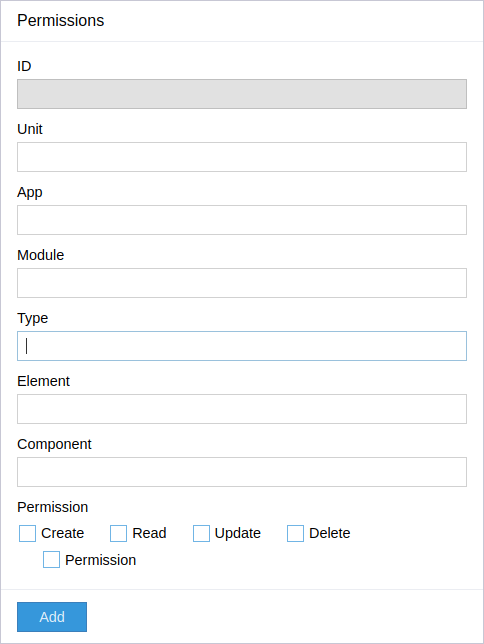 Permissions
ID
Unit
App
Module
Type
Element
Component
Permission
Create Read Update Delete
Permission
Add